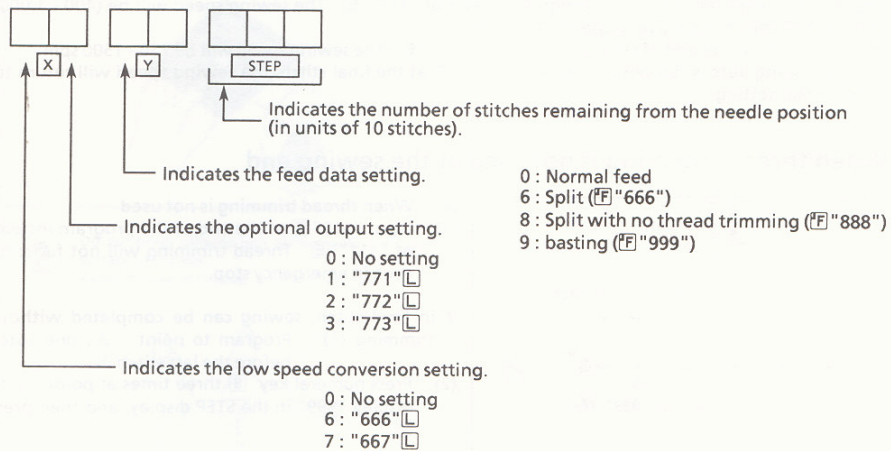 X Y STEP
Indicates the number of stitches remaining from the needle position
(in units of 10 stitches).
Indicates the feed data setting.
0 : Normal feed
6 : Split (F "666")
8 : Split with no thread trimming (F "888")
9 : basting (F "999")
Indicates the optional output setting.
0 : No setting
1 : "771" L
2 : "772" L
3 : "773" L
Indicates the low speed conversion setting.
0 : No setting
6 : "666" L
7 : "667" L